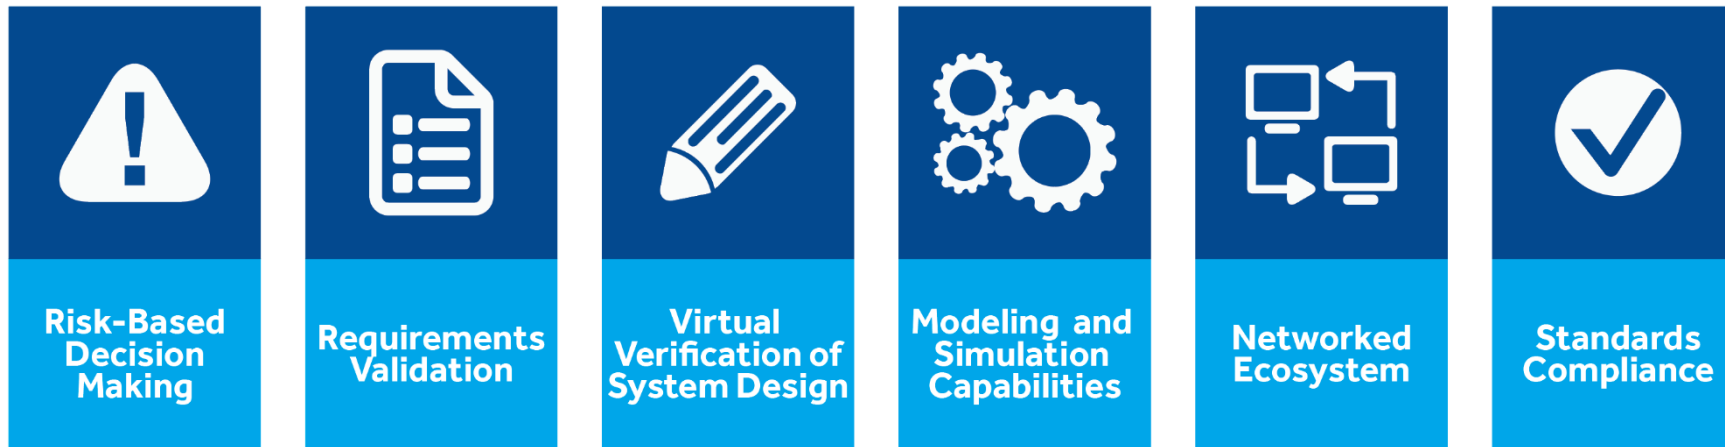 Risk-Based
Decision
Making
Requirements
Validation
Virtual
Verification of
System Design
Modeling and
Simulation
Capabilities
Networked
Ecosystem
Standards
Compliance